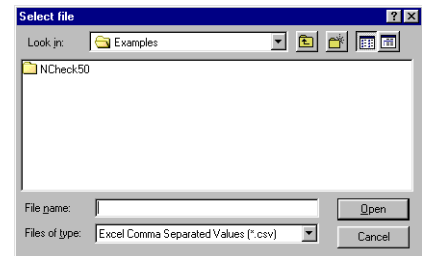 Select file
Look in: Examples
NCheck50
File name: Open
Files of type: Excel Comma Separated Values (*.csv) Cancel